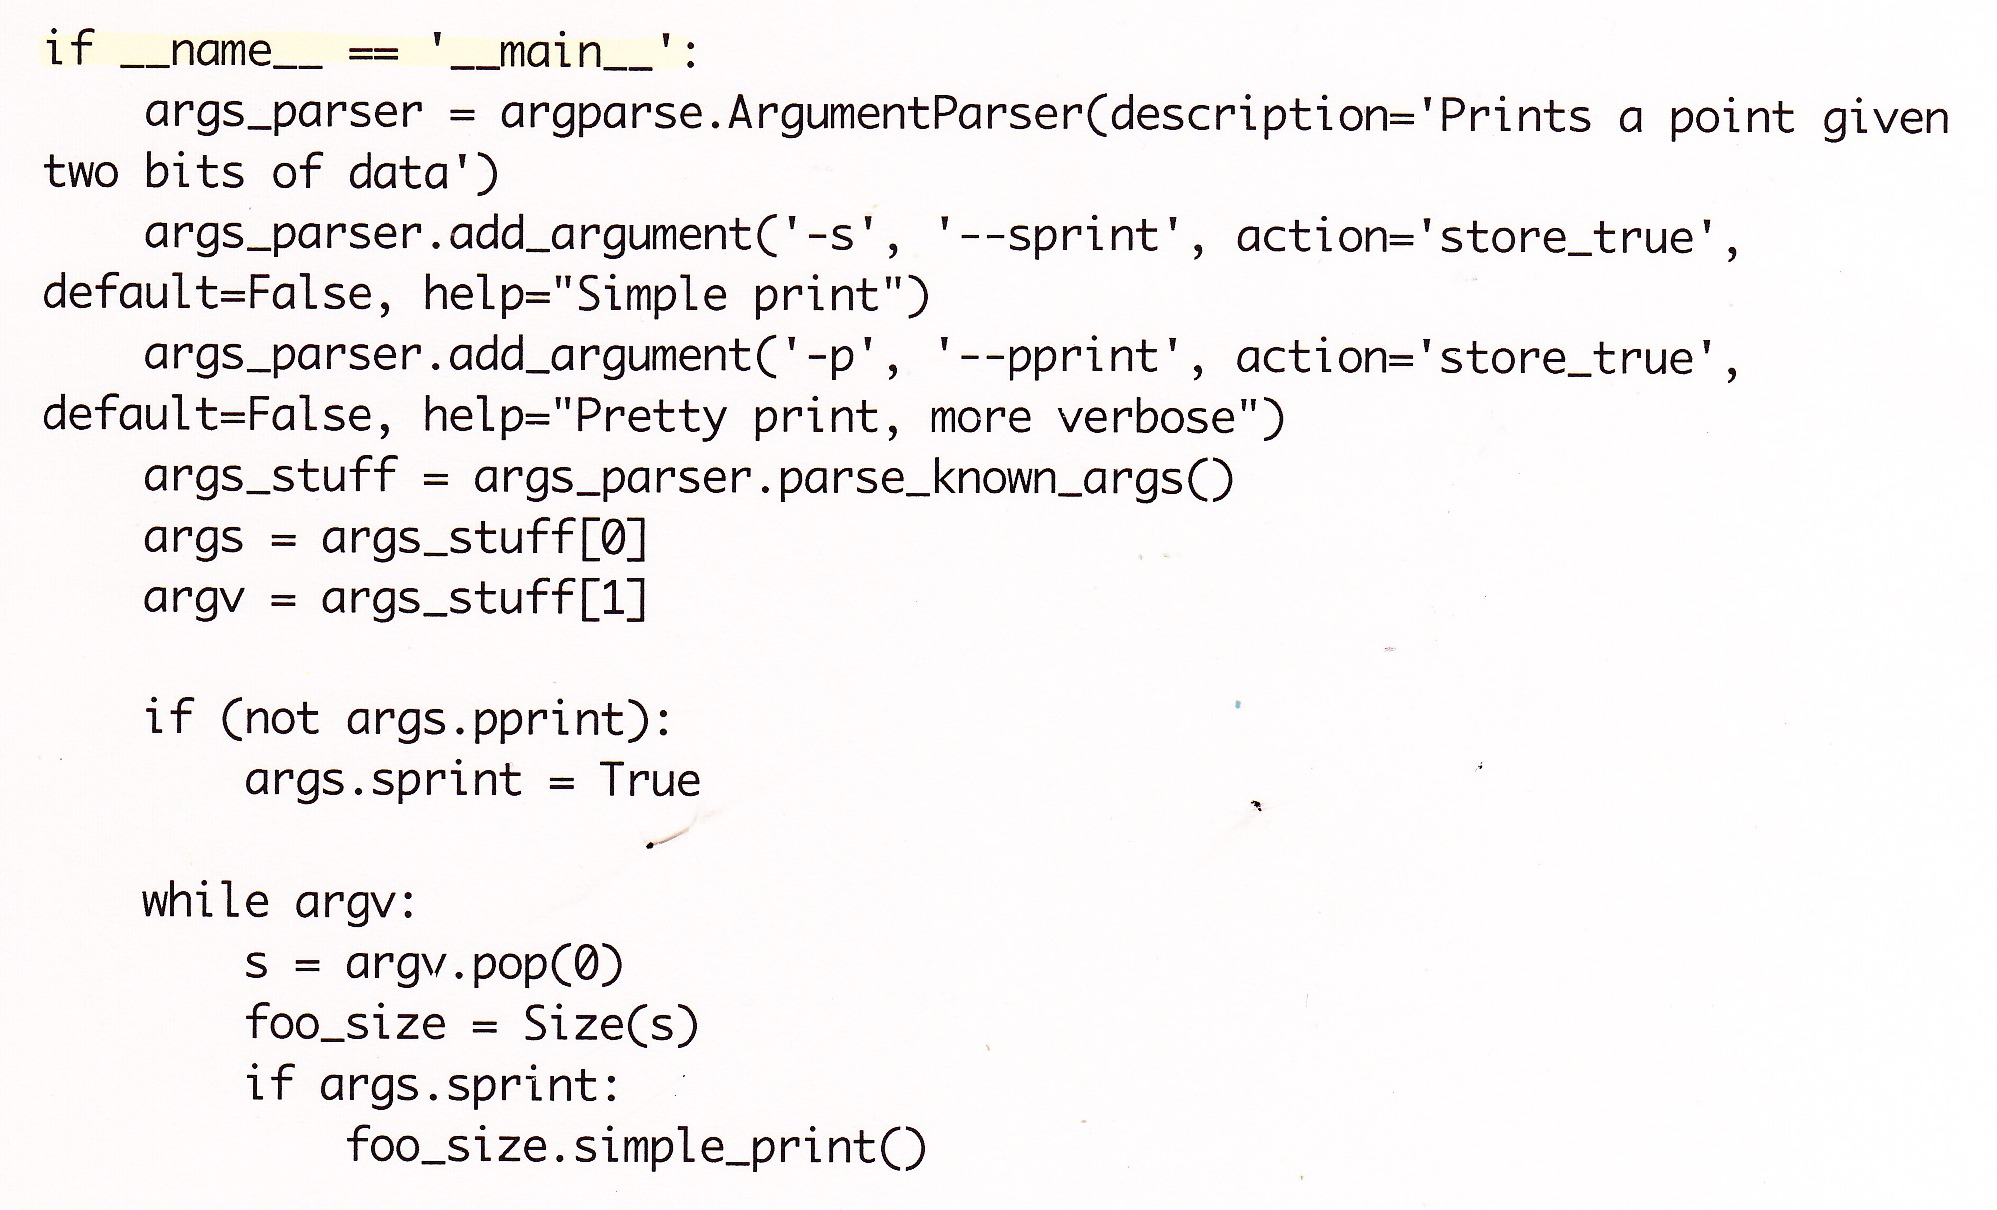 if __name__ == '__main__':
    args_parser = argparse.ArgumentParser(description='Prints a point given
two bits of data')
    args_parser.add_argument('-s', '--sprint', action='store_true',
default=False, help="Simple print")
    args_parser.add_argument('-p', '--pprint', action='store_true',
default=False, help="Pretty print, more verbose")
    args_stuff = args_parser.parse_known_args()
    args = args_stuff[0]
    argv = args_stuff[1]

    if (not args.pprint):
        args.sprint = True

    while argv:
        s = argv.pop(0)
        foo_size = Size(s)
        if args.sprint:
            foo_size.simple_print()